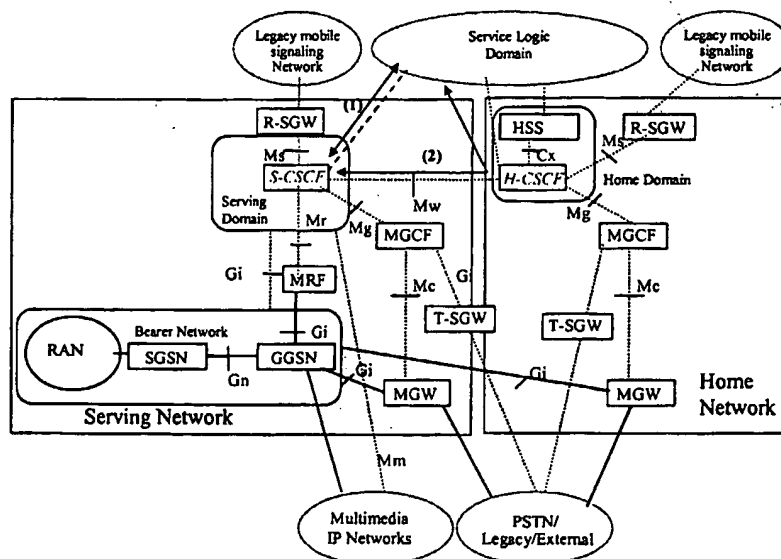 Legacy mobile
signaling
Network
Service Logic
Domain
Legacy mobile
signaling
Network
(1)
R-SGW
HSS
R-SGW
Ms
(2)
Cx
Ms
S-CSCF
H-CSCF
Home Domain
Serving
Domain
Mw
Mr
Mg
Mg
MGCF
MGCF
Gi
MRF
Mc
G
Mc
T-SGW
T-SGW
Bearer Network
Gi
RAN
SGSN
GGSN
Gn
Gi
Gi
MGW
MGW
Home
Network
Serving Network
Mm
Multimedia
IP Networks
PSTN/
Legacy/External